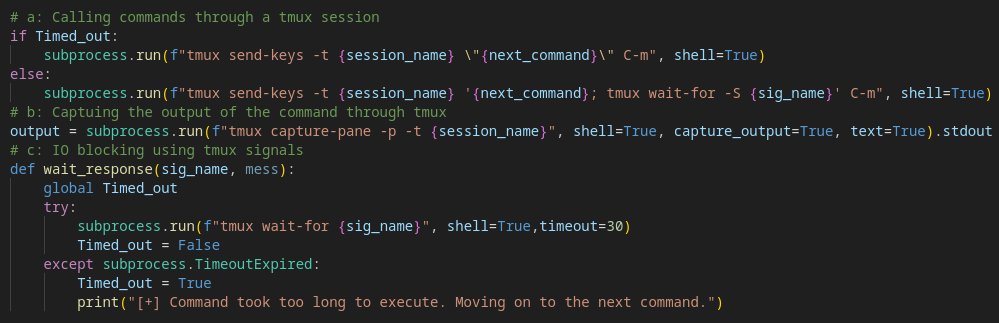 # a: Calling commands through a tmux session
if Timed_out:
    subprocess.run(f"tmux send-keys -t {session_name} \"{next_command}\" C-m", shell=True)
else:
    subprocess.run(f"tmux send-keys -t {session_name} '{next_command}; tmux wait-for -S {sig_name}' C-m", shell=True)
# b: Captuing the output of the command through tmux
output = subprocess.run(f"tmux capture-pane -p -t {session_name}", shell=True, capture_output=True, text=True).stdout
# c: IO blocking using tmux signals
def wait_response(sig_name, mess):
    global Timed_out
    try:
        subprocess.run(f"tmux wait-for {sig_name}", shell=True,timeout=30)
        Timed_out = False
    except subprocess.TimeoutExpired:
        Timed_out = True
        print("[+] Command took too long to execute. Moving on to the next command.")